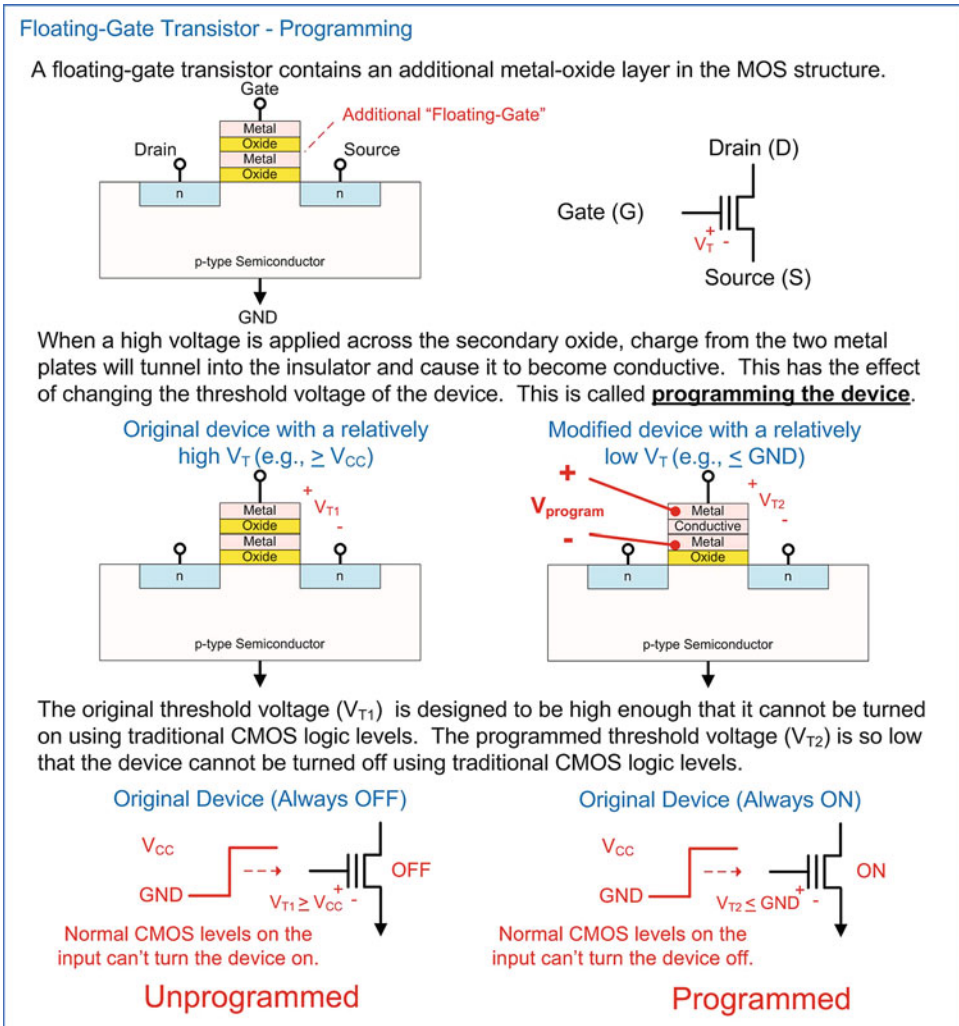 Floating-Gate Transistor - Programming
A floating-gate transistor contains an additional metal-oxide layer in the MOS structure.
Gate
Additional “Floating-Gate”
Metal
Oxide
Metal
Oxide
Drain
Source
n
n
p-type Semiconductor
GND
Drain (D)
Gate (G)
+
VT -
Source (S)
When a high voltage is applied across the secondary oxide, charge from the two metal
plates will tunnel into the insulator and cause it to become conductive. This has the effect
of changing the threshold voltage of the device. This is called programming the device.
Original device with a relatively
high VT (e.g., ≥ VCC)
+
VT1
-
Metal
Oxide
Metal
Oxide
n
n
p-type Semiconductor
Modified device with a relatively
low VT (e.g., ≤ GND)
+
Vprogram
-
+
VT2
-
Metal
Conductive
Metal
Oxide
n
n
p-type Semiconductor
The original threshold voltage (VT1) is designed to be high enough that it cannot be turned
on using traditional CMOS logic levels. The programmed threshold voltage (VT2) is so low
that the device cannot be turned off using traditional CMOS logic levels.
Original Device (Always OFF)
VCC
OFF
GND
VT1 ≥ VCC + -
Normal CMOS levels on the
input can’t turn the device on.
Unprogrammed
Original Device (Always ON)
VCC
ON
GND
VT2 ≤ GND + -
Normal CMOS levels on the
input can’t turn the device off.
Programmed